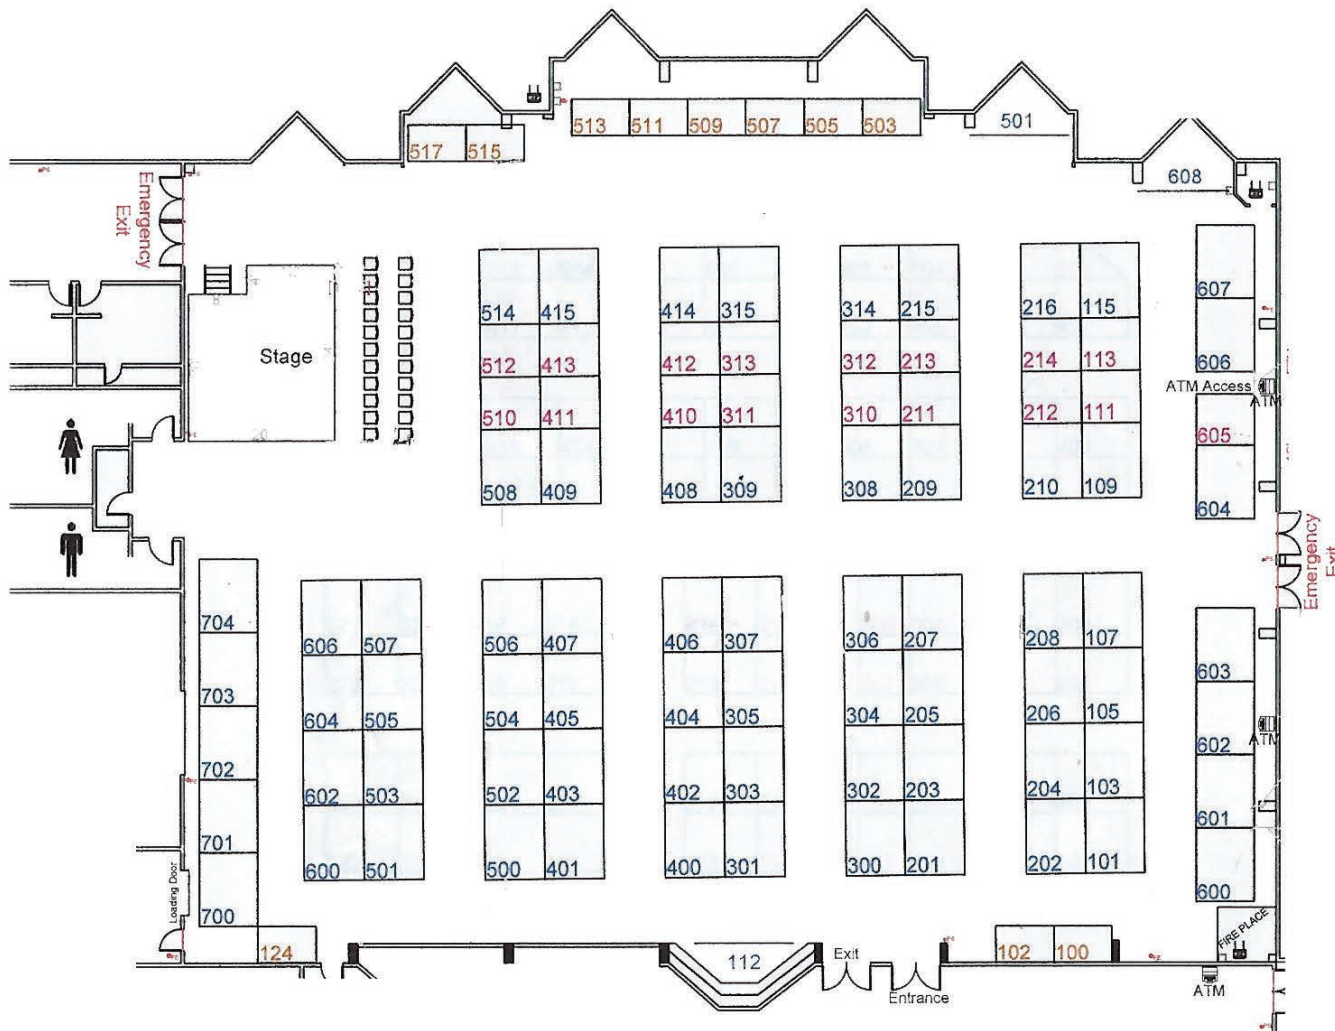 513 511 509 507 505 503
501
517 515
608
Emergency
Exit
607
514 415 414 315 314 215 216 115
Stage
512 413 412 313 312 213 214 113
606
ATM Access
ATM
510 411 410 311 310 211 212 111
605
508 409 408 309 308 209 210 109
604
Emergency
Exit
704
606 507 506 407 406 307 306 207 208 107
603
703
604 505 504 405 404 305 304 205 206 105
602
ATM
702
602 503 502 403 402 303 302 203 204 103
601
701
600 501 500 401 400 301 300 201 202 101
600
Loading Door
700
FIRE PLACE
124
102 100
112
Exit
Entrance
ATM